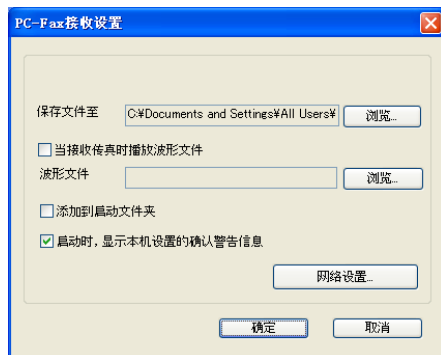 PC-Fax接收设置
保存文件至 C:¥Documents and Settings¥All Users¥ 浏览...
当接收传真时播放波形文件
波形文件 浏览...
添加到启动文件夹
启动时,显示本机设置的确认警告信息
网络设置...
确定 取消